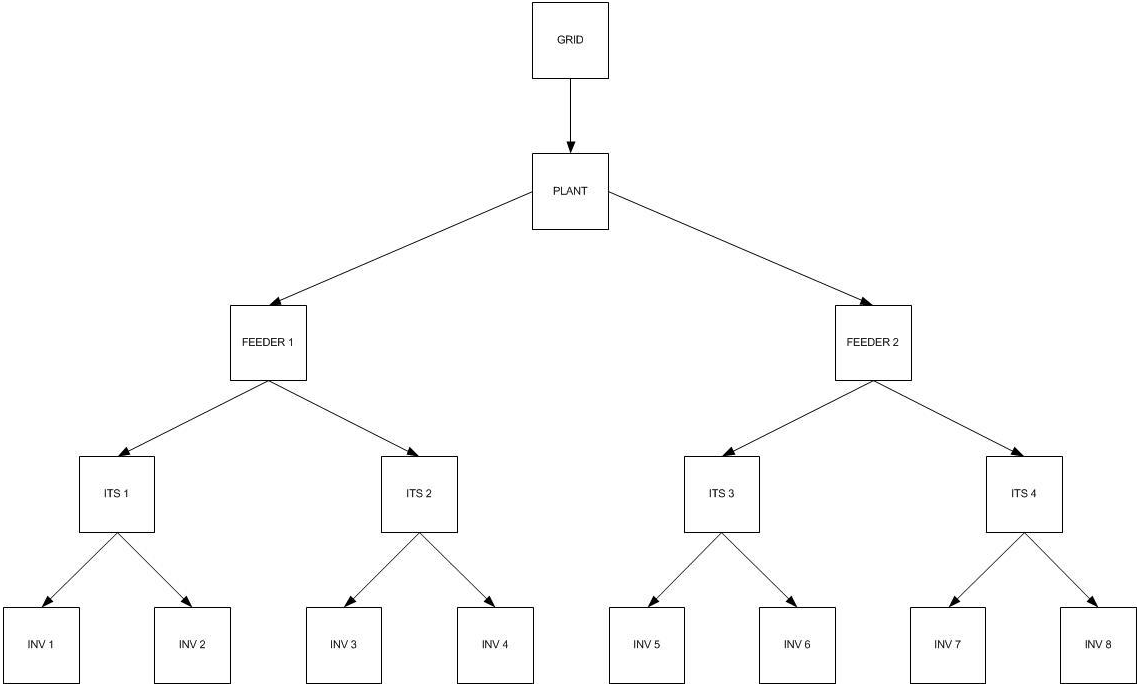 GRID
PLANT
FEEDER 1
FEEDER 2
ITS 1
ITS 2
ITS 3
ITS 4
INV 1
INV 2
INV 3
INV 4
INV 5
INV 6
INV 7
INV 8